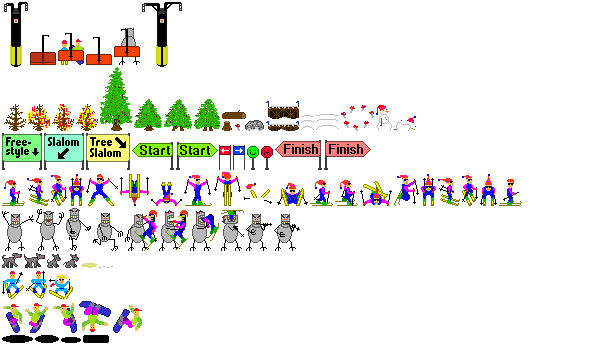 Free-
style
Slalom
Tree
Slalom
Start
Start
Finish
Finish